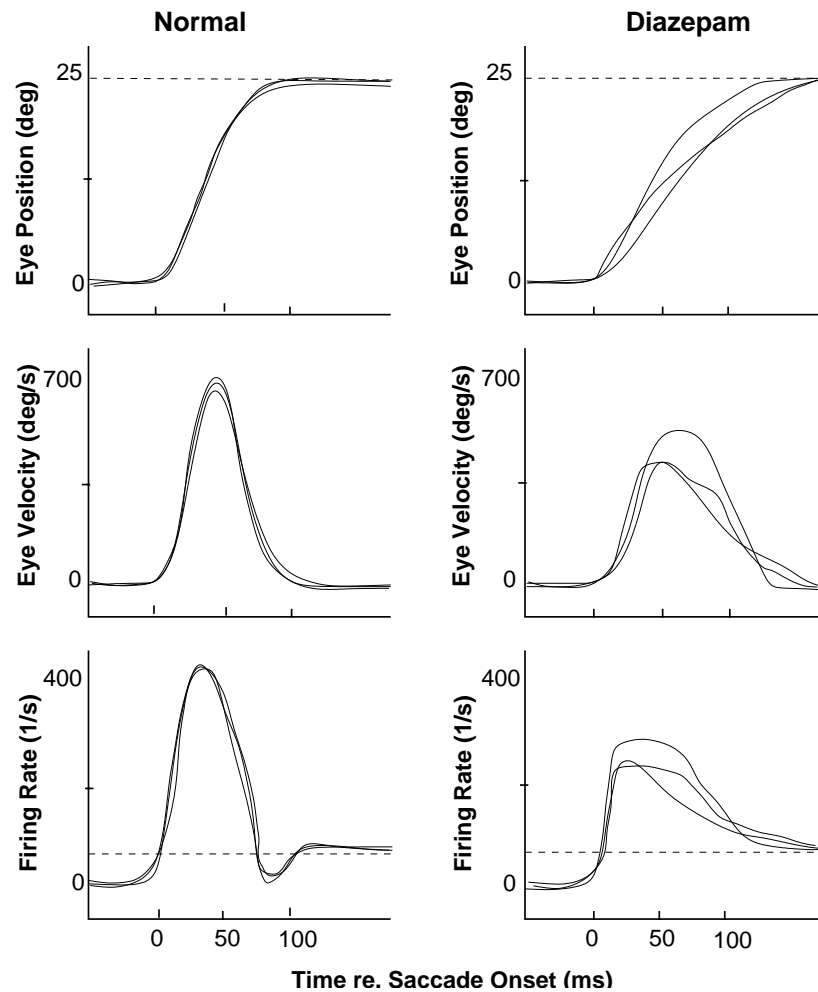 Normal
Diazepam
Eye Position (deg)
25
0
Eye Position (deg)
25
0
Eye Velocity (deg/s)
700
0
Eye Velocity (deg/s)
700
0
Firing Rate (1/s)
400
0
0 50 100
Firing Rate (1/s)
400
0
0 50 100
Time re. Saccade Onset (ms)